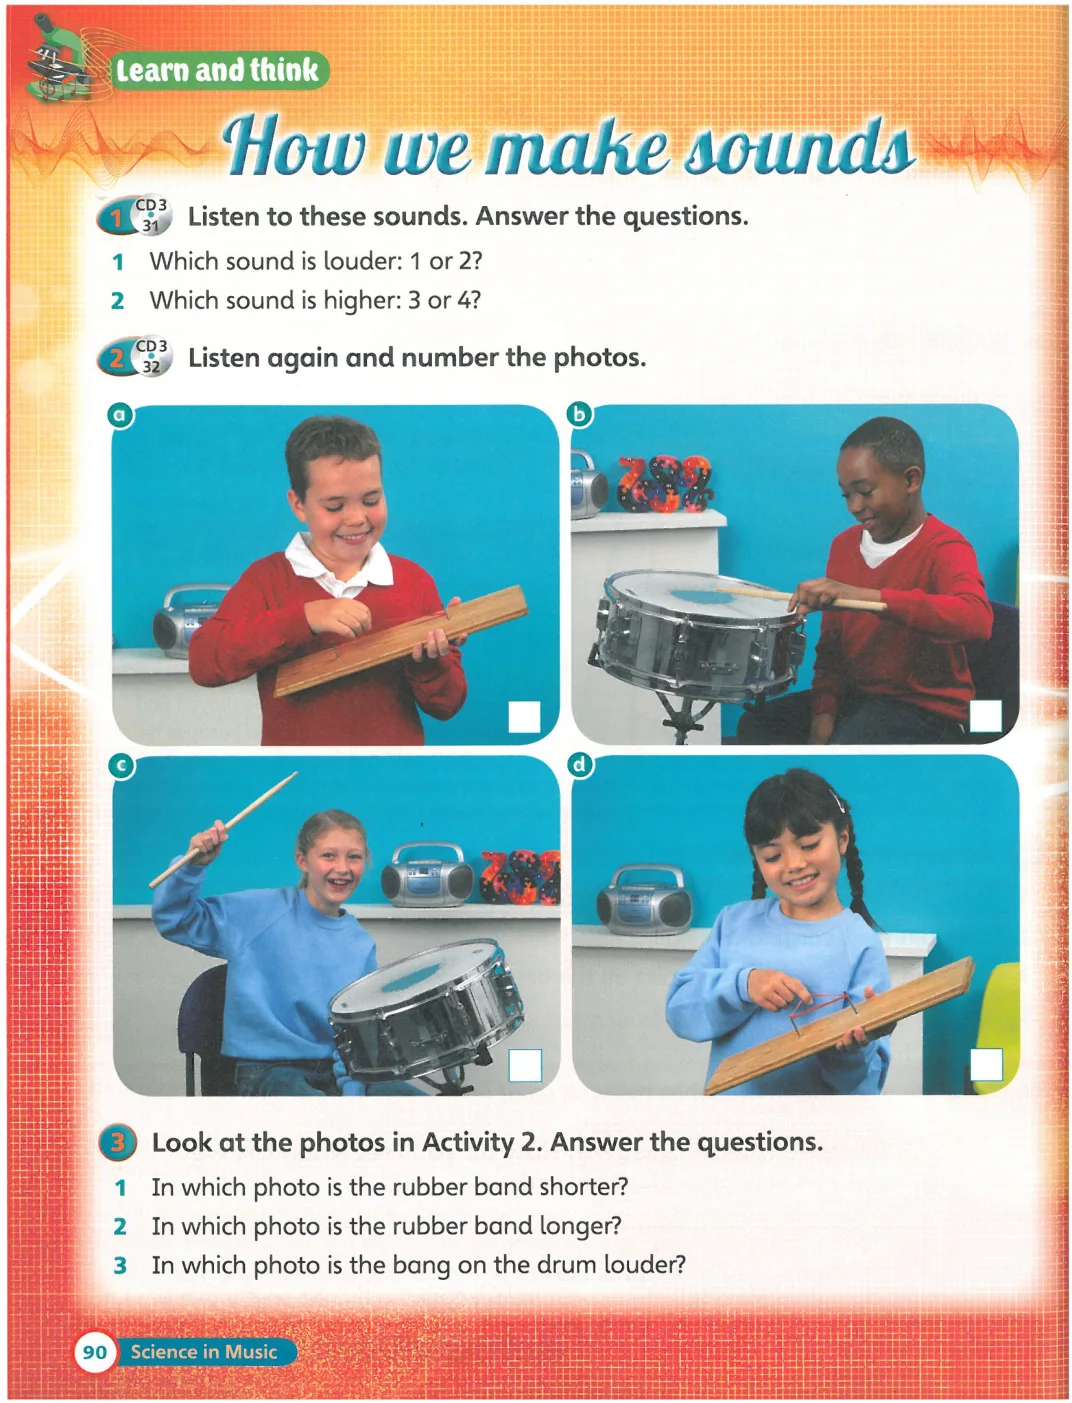 Learn and think
How we make sounds
1 CD 3 31 Listen to these sounds. Answer the questions.
1 Which sound is louder: 1 or 2?
2 Which sound is higher: 3 or 4?
2 CD 3 32 Listen again and number the photos.
a
b
c
d
3 Look at the photos in Activity 2. Answer the questions.
1 In which photo is the rubber band shorter?
2 In which photo is the rubber band longer?
3 In which photo is the bang on the drum louder?
90 Science in Music